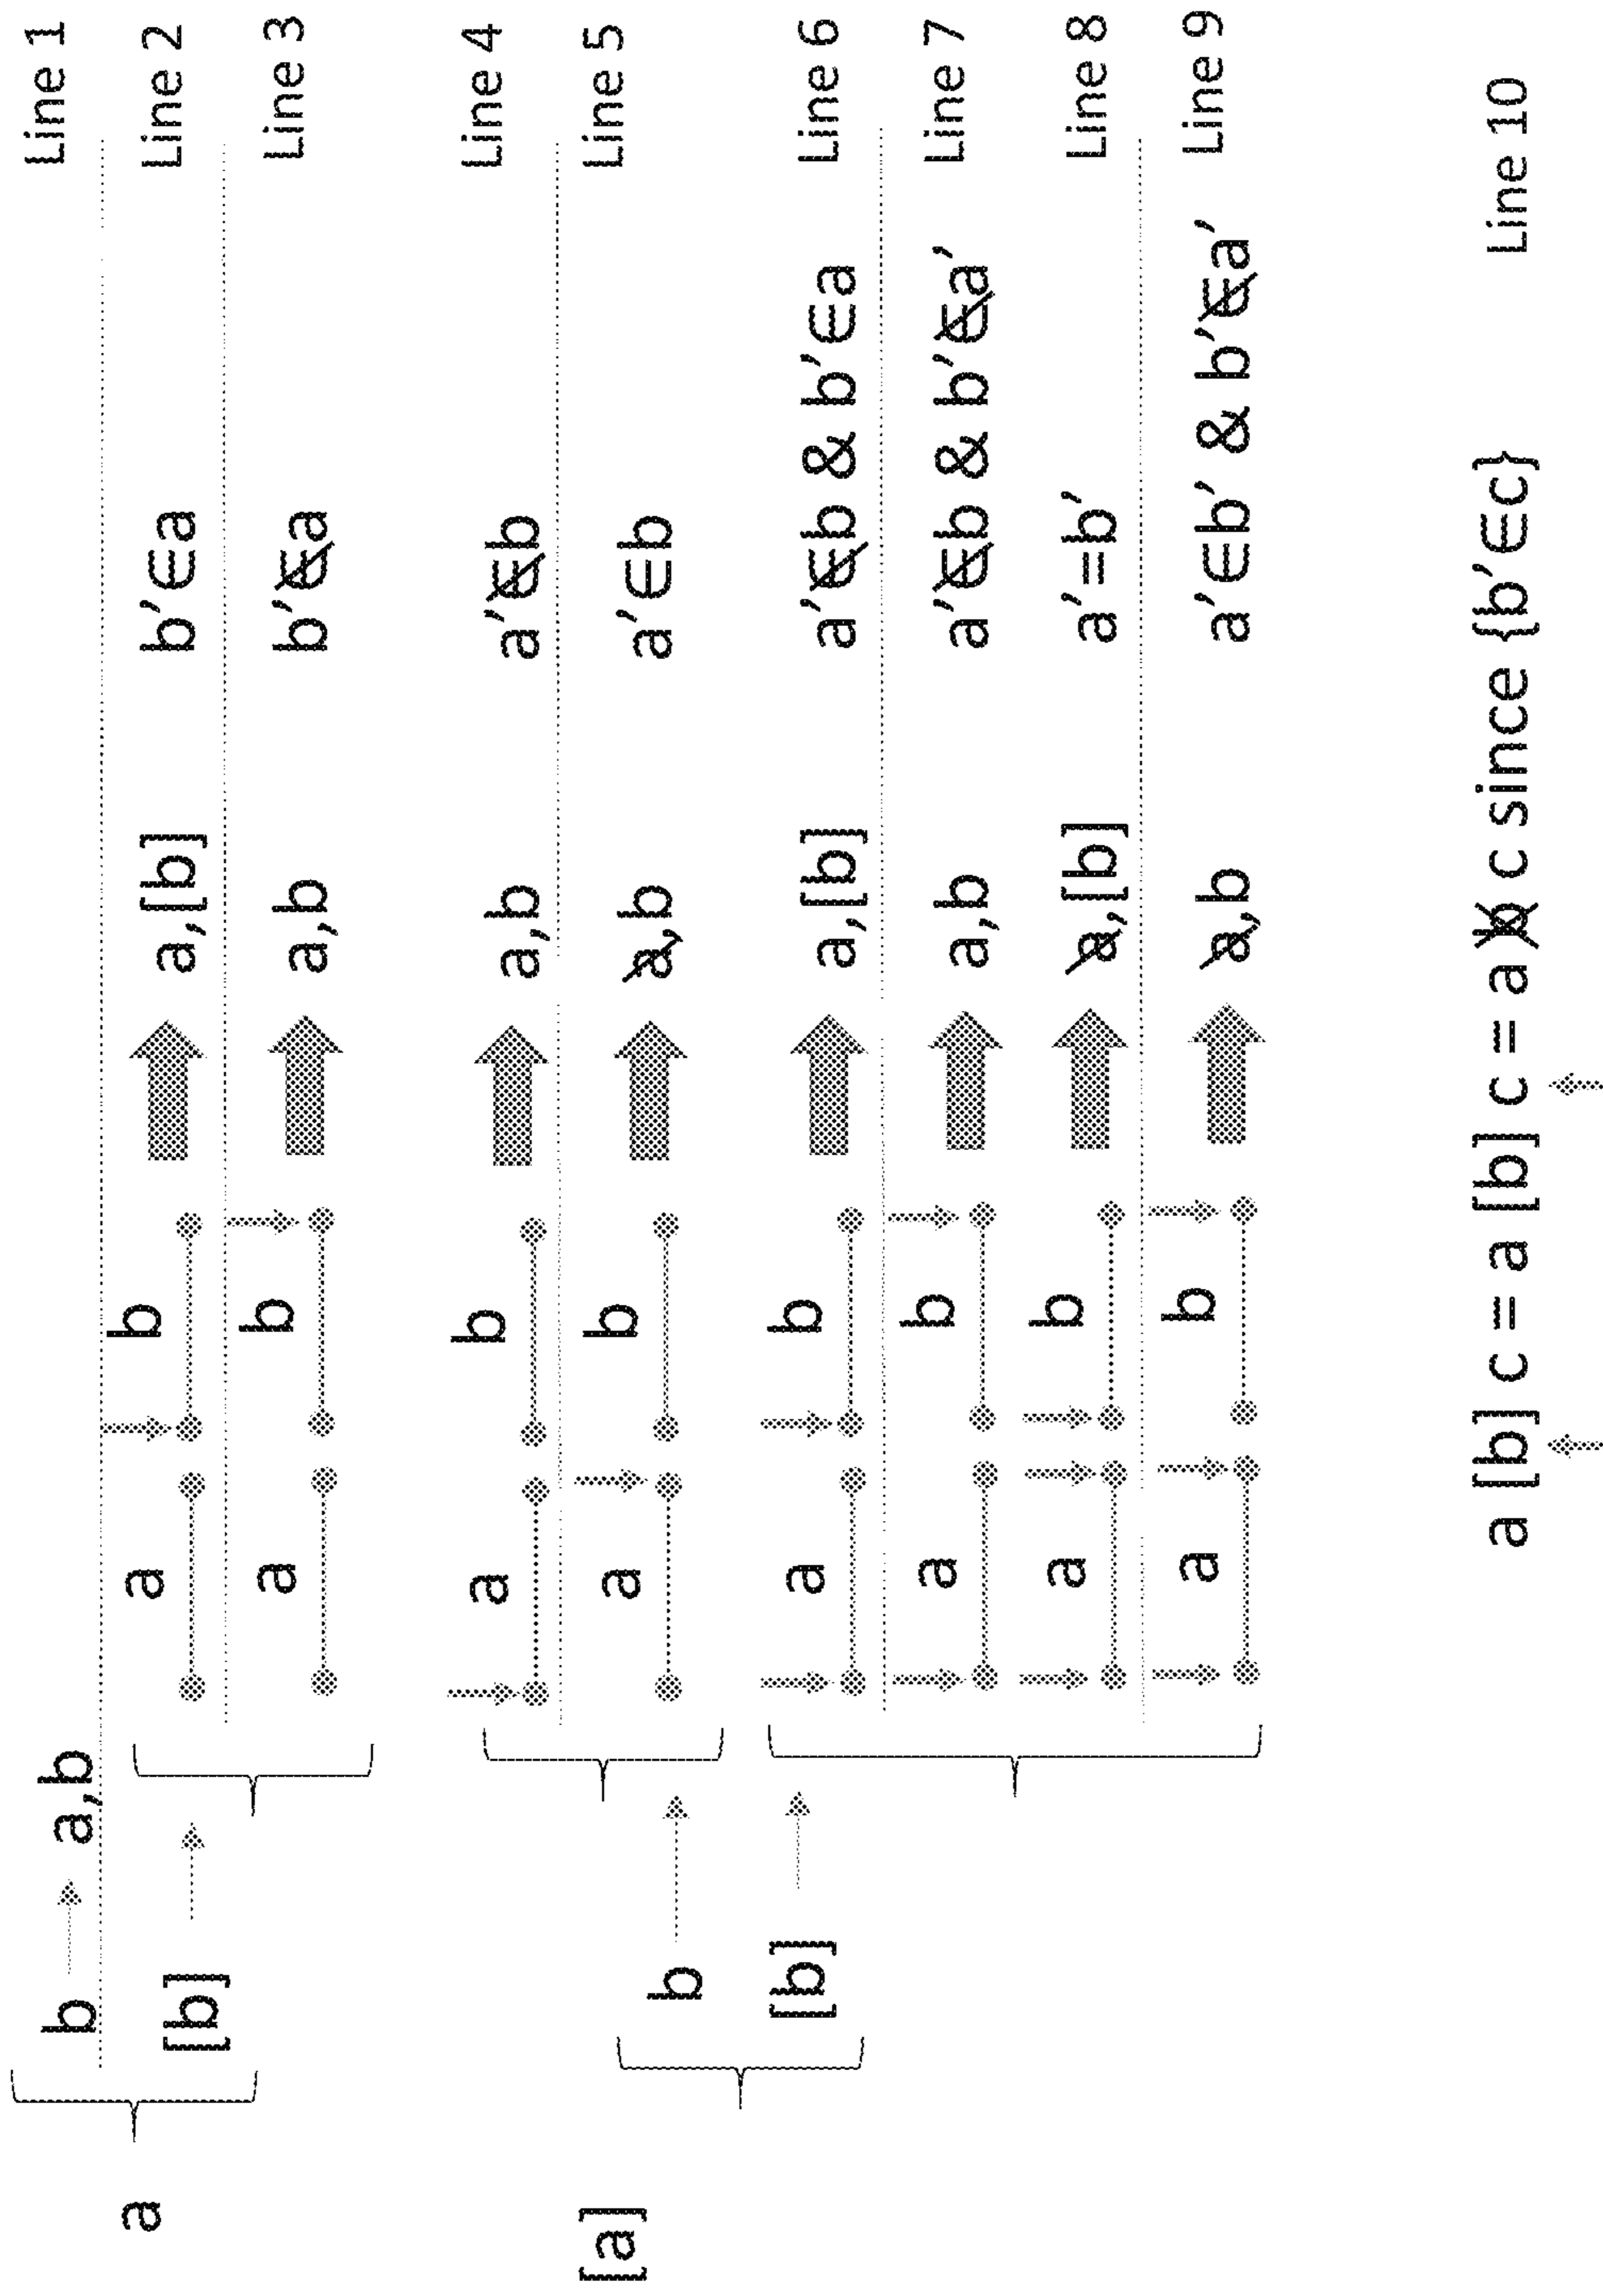 b a,b Line 1
a
a b a,[b] b′∈a Line 2
[b]
a b a,b b′∉a Line 3
a b a,b a′∉b Line 4
[a]
a b a̸,b a′∈b Line 5
b
[b]
a b a,[b] a′∉b & b′∈a Line 6
a b a,b a′∉b & b′∉a′ Line 7
a b a̸,[b] a′=b′ Line 8
a b a̸,b a′∈b′ & b′∉a′ Line 9
a [b] c = a [b] c = a b̸ c since {b′∈c} Line 10